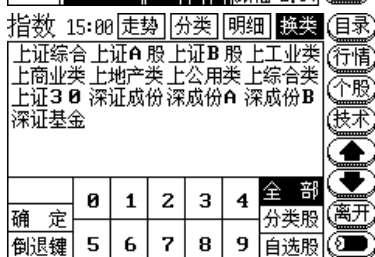 指数 15:00 走势 分类 明细 换类 目录
上证综合 上证A股 上证B股 上工业类 行情
上商业类 上地产类 上公用类 上综合类 个股
上证30 深证成份 深成份A 深成份B
深证基金 技术
0 1 2 3 4 全部
确定 分类股 离开
倒退键 5 6 7 8 9 自选股